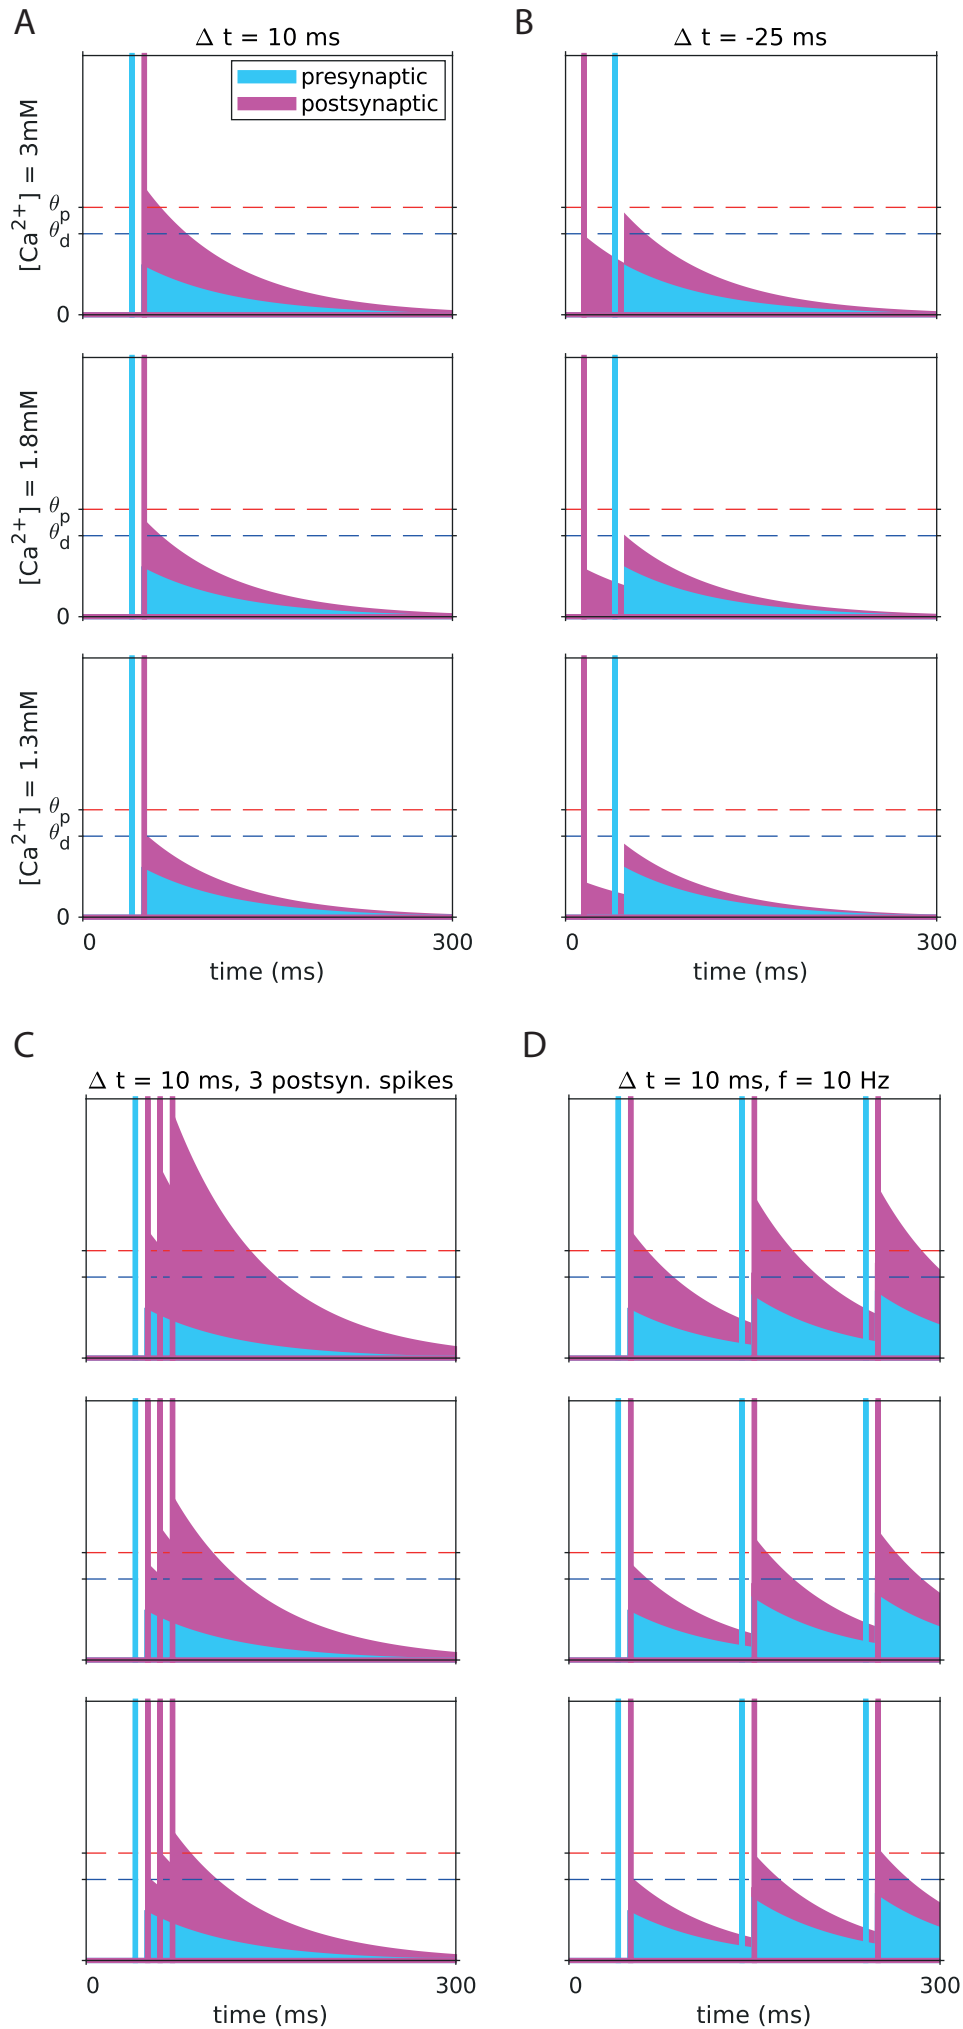 A
B
Δ t = 10 ms
Δ t = -25 ms
presynaptic
postsynaptic
[Ca2+] = 3mM
θp
θd
0
[Ca2+] = 1.8mM
θp
θd
0
[Ca2+] = 1.3mM
θp
θd
0
0 300
time (ms)
0 300
time (ms)
C
D
Δ t = 10 ms, 3 postsyn. spikes
Δ t = 10 ms, f = 10 Hz
0 300
time (ms)
0 300
time (ms)